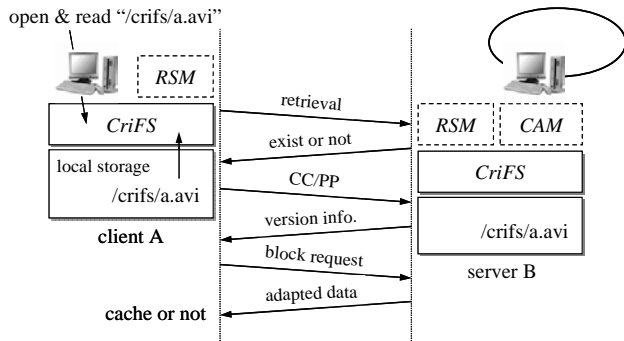 open & read “/crifs/a.avi”
RSM
CriFS
local storage
/crifs/a.avi
client A
cache or not
retrieval
exist or not
CC/PP
version info.
block request
adapted data
RSM
CAM
CriFS
/crifs/a.avi
server B